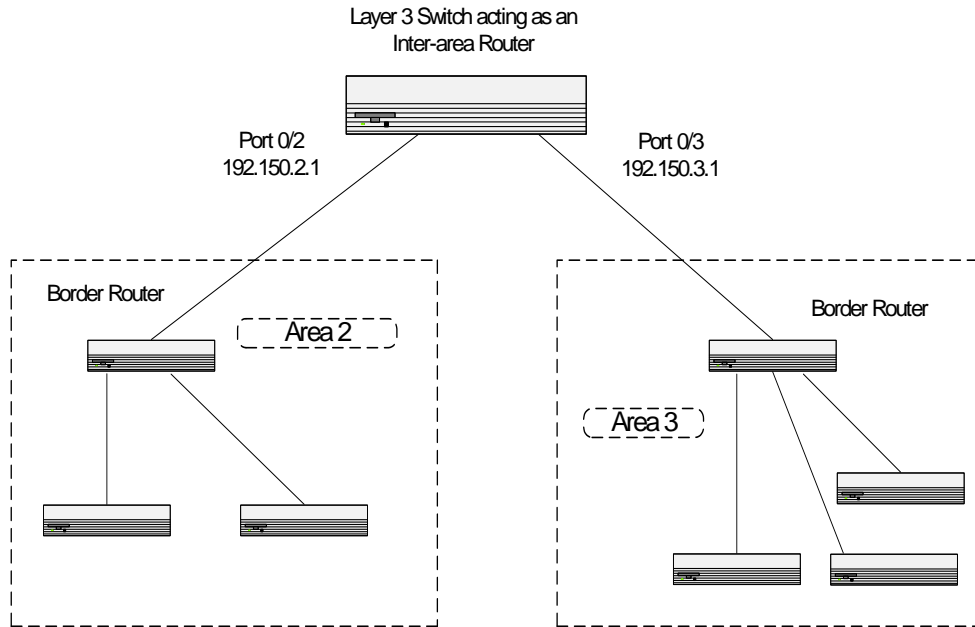 Layer 3 Switch acting as an
Inter-area Router
Port 0/2
192.150.2.1
Port 0/3
192.150.3.1
Border Router
Area 2
Border Router
Area 3